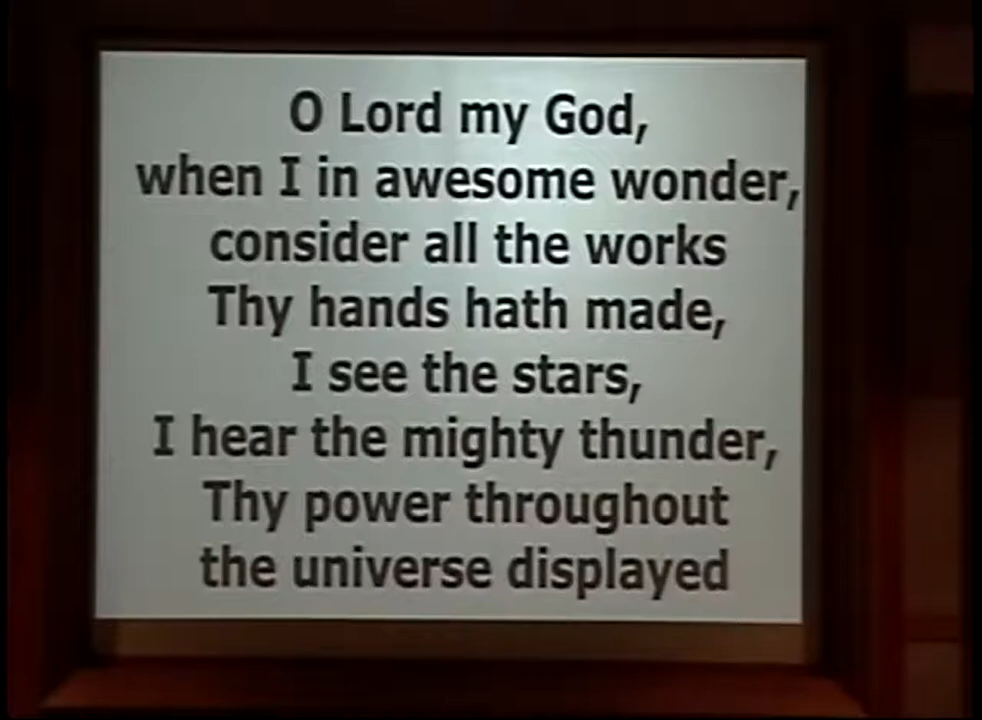 O Lord my God,
when I in awesome wonder,
consider all the works
Thy hands hath made,
I see the stars,
I hear the mighty thunder,
Thy power throughout
the universe displayed